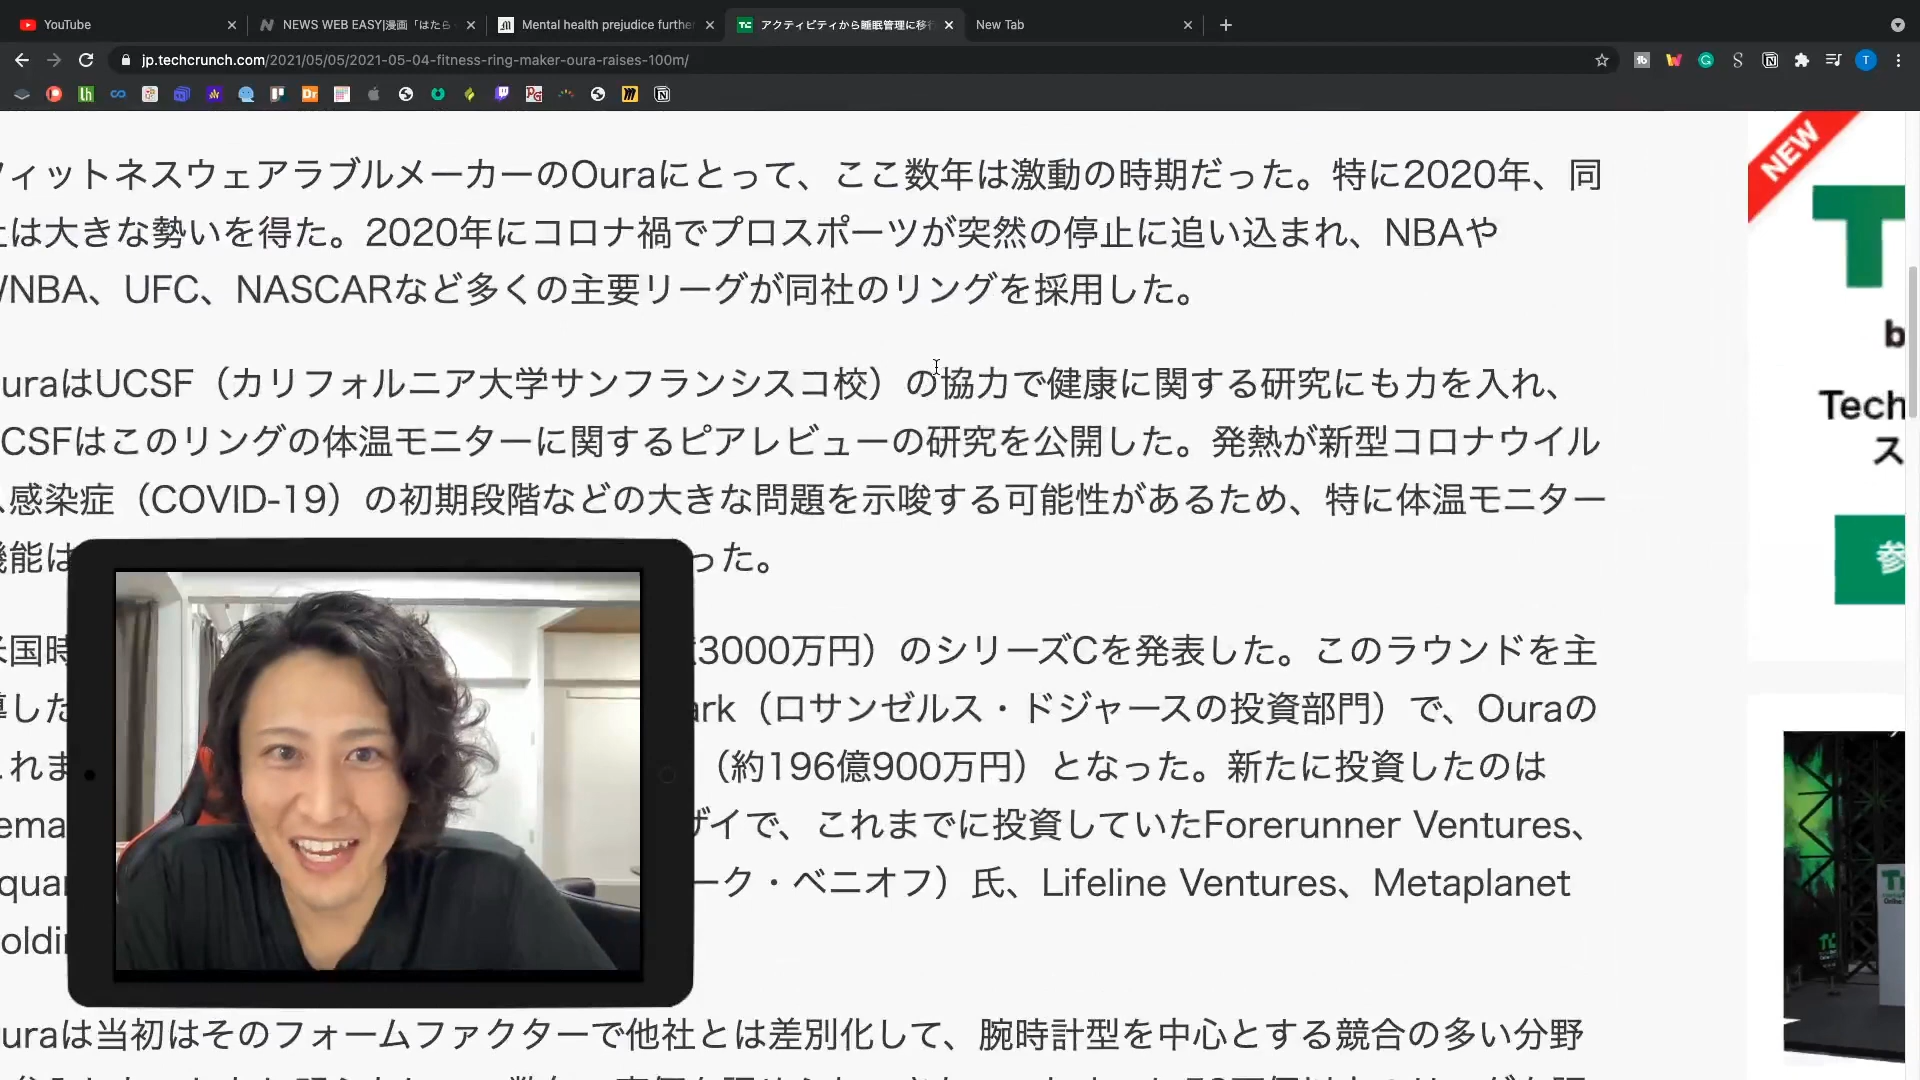 YouTube
NEWS WEB EASY|漫画「はたら
Mental health prejudice further
アクティビティから睡眠管理に移行
New Tab
jp.techcrunch.com/2021/05/05/2021-05-04-fitness-ring-maker-oura-raises-100m/
ィットネスウェアラブルメーカーのOuraにとって、ここ数年は激動の時期だった。特に2020年、同
は大きな勢いを得た。2020年にコロナ禍でプロスポーツが突然の停止に追い込まれ、NBAや
NBA、UFC、NASCARなど多くの主要リーグが同社のリングを採用した。
uraはUCSF（カリフォルニア大学サンフランシスコ校）の協力で健康に関する研究にも力を入れ、
CSFはこのリングの体温モニターに関するピアレビューの研究を公開した。発熱が新型コロナウイル
感染症（COVID-19）の初期段階などの大きな問題を示唆する可能性があるため、特に体温モニター
機能は った。
米国時 3000万円）のシリーズCを発表した。このラウンドを主
導した ark（ロサンゼルス・ドジャースの投資部門）で、Ouraの
れま （約196億900万円）となった。新たに投資したのは
ema ザイで、これまでに投資していたForerunner Ventures、
quar ーク・ベニオフ）氏、Lifeline Ventures、Metaplanet
oldin
uraは当初はそのフォームファクターで他社とは差別化して、腕時計型を中心とする競合の多い分野
NEW
b
Tech
ス
参